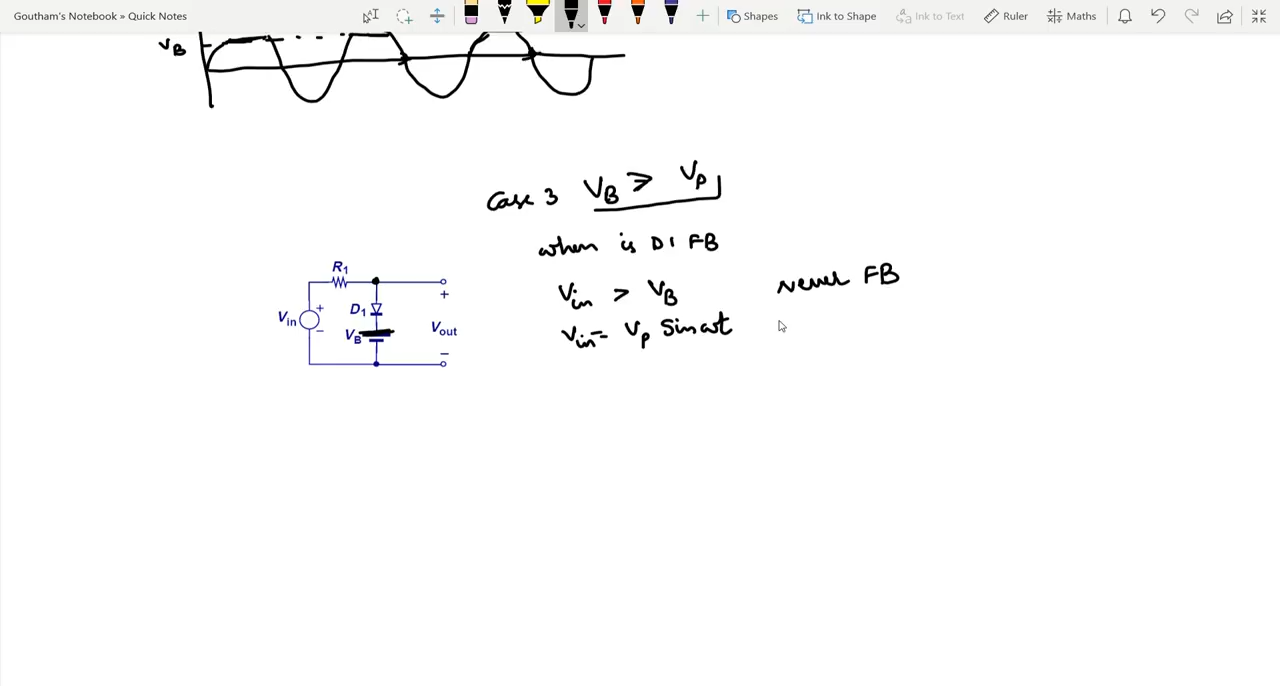 Goutham's Notebook » Quick Notes
Shapes
Ink to Shape
Ink to Text
Ruler
Maths
VB
Case 3 VB ≥ Vp
when is D1 FB
Vin > VB
never FB
Vin = Vp Sinωt
R1
D1
Vin
+
−
VB
+
Vout
−